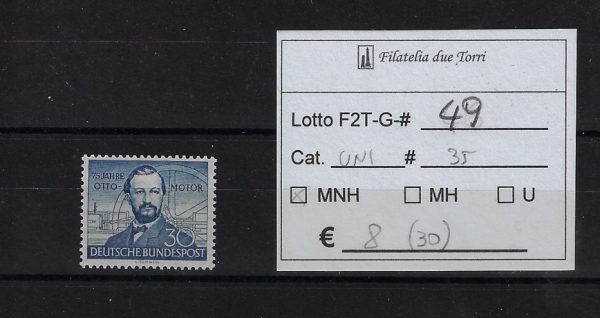 75 JAHRE
OTTO-MOTOR
30
DEUTSCHE BUNDESPOST
Filatelia due Torri
Lotto F2T-G-# 49
Cat. UNI # 35
MNH MH U
€ 8 (30)